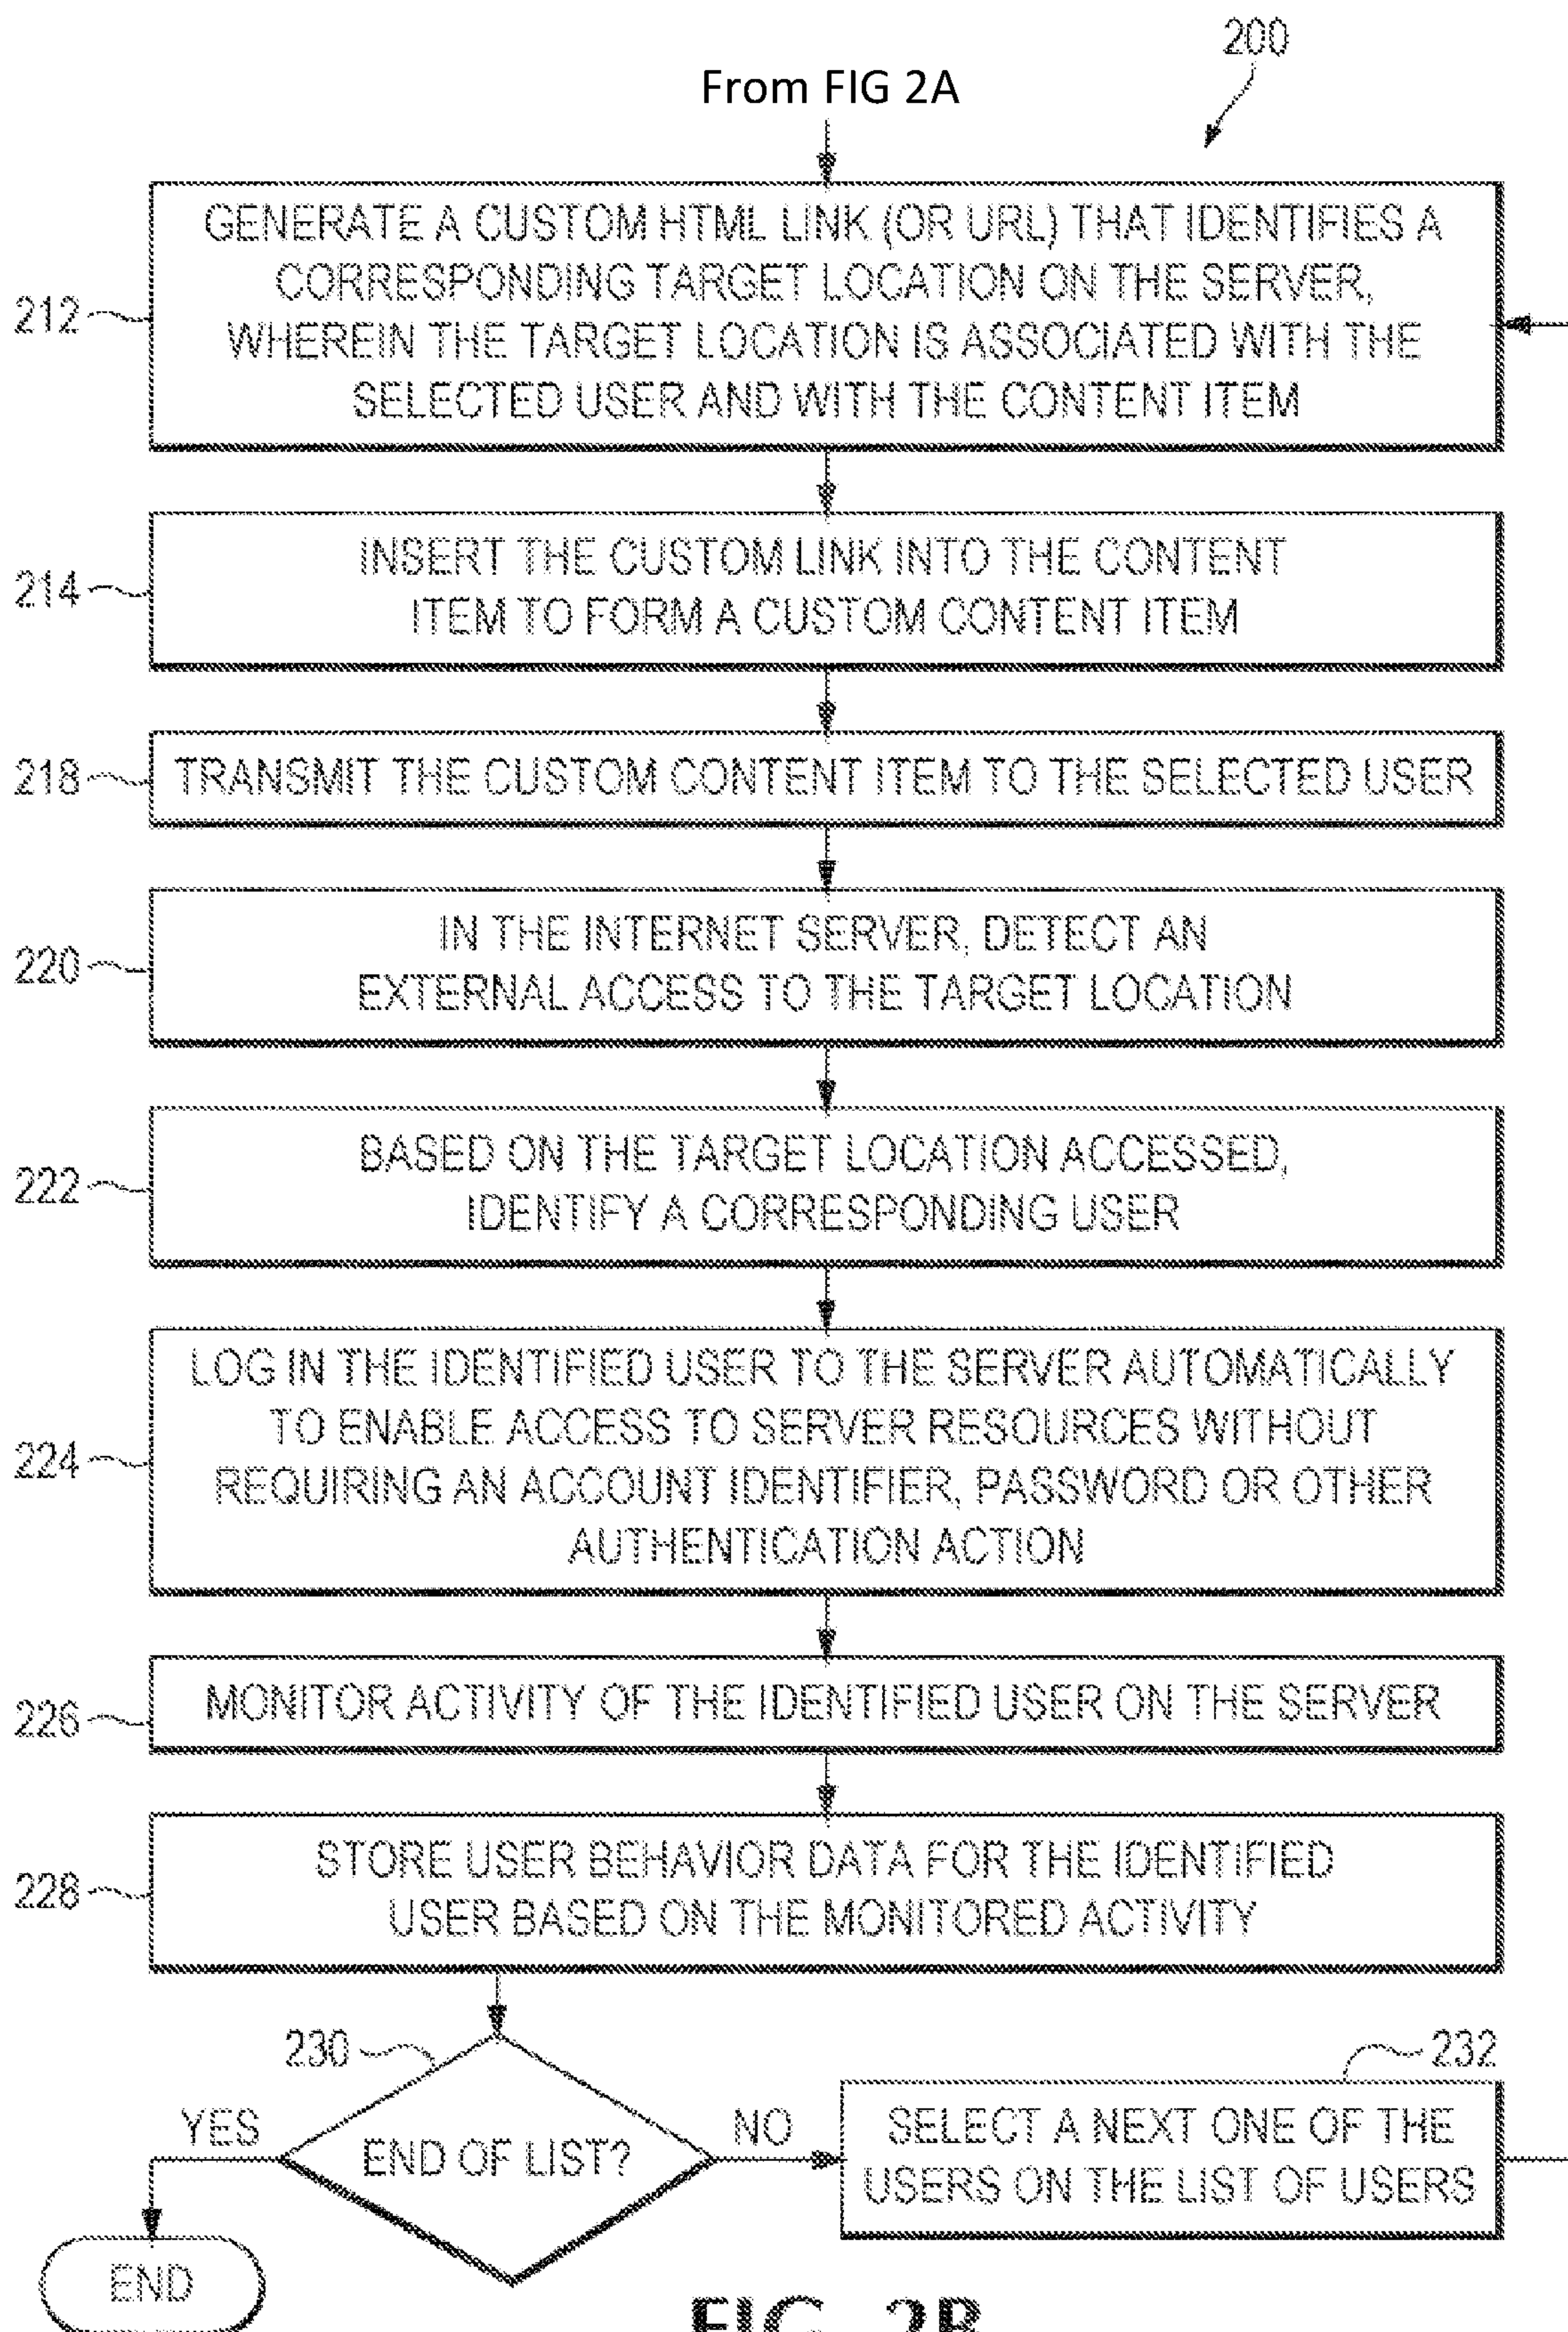 200
From FIG 2A
GENERATE A CUSTOM HTML LINK (OR URL) THAT IDENTIFIES A
CORRESPONDING TARGET LOCATION ON THE SERVER,
212
WHEREIN THE TARGET LOCATION IS ASSOCIATED WITH THE
SELECTED USER AND WITH THE CONTENT ITEM
INSERT THE CUSTOM LINK INTO THE CONTENT
214
ITEM TO FORM A CUSTOM CONTENT ITEM
218
TRANSMIT THE CUSTOM CONTENT ITEM TO THE SELECTED USER
IN THE INTERNET SERVER, DETECT AN
220
EXTERNAL ACCESS TO THE TARGET LOCATION
BASED ON THE TARGET LOCATION ACCESSED,
222
IDENTIFY A CORRESPONDING USER
LOG IN THE IDENTIFIED USER TO THE SERVER AUTOMATICALLY
TO ENABLE ACCESS TO SERVER RESOURCES WITHOUT
224
REQUIRING AN ACCOUNT IDENTIFIER, PASSWORD OR OTHER
AUTHENTICATION ACTION
226
MONITOR ACTIVITY OF THE IDENTIFIED USER ON THE SERVER
STORE USER BEHAVIOR DATA FOR THE IDENTIFIED
228
USER BASED ON THE MONITORED ACTIVITY
230
232
YES
END OF LIST?
NO
SELECT A NEXT ONE OF THE
USERS ON THE LIST OF USERS
END
FIG. 2B